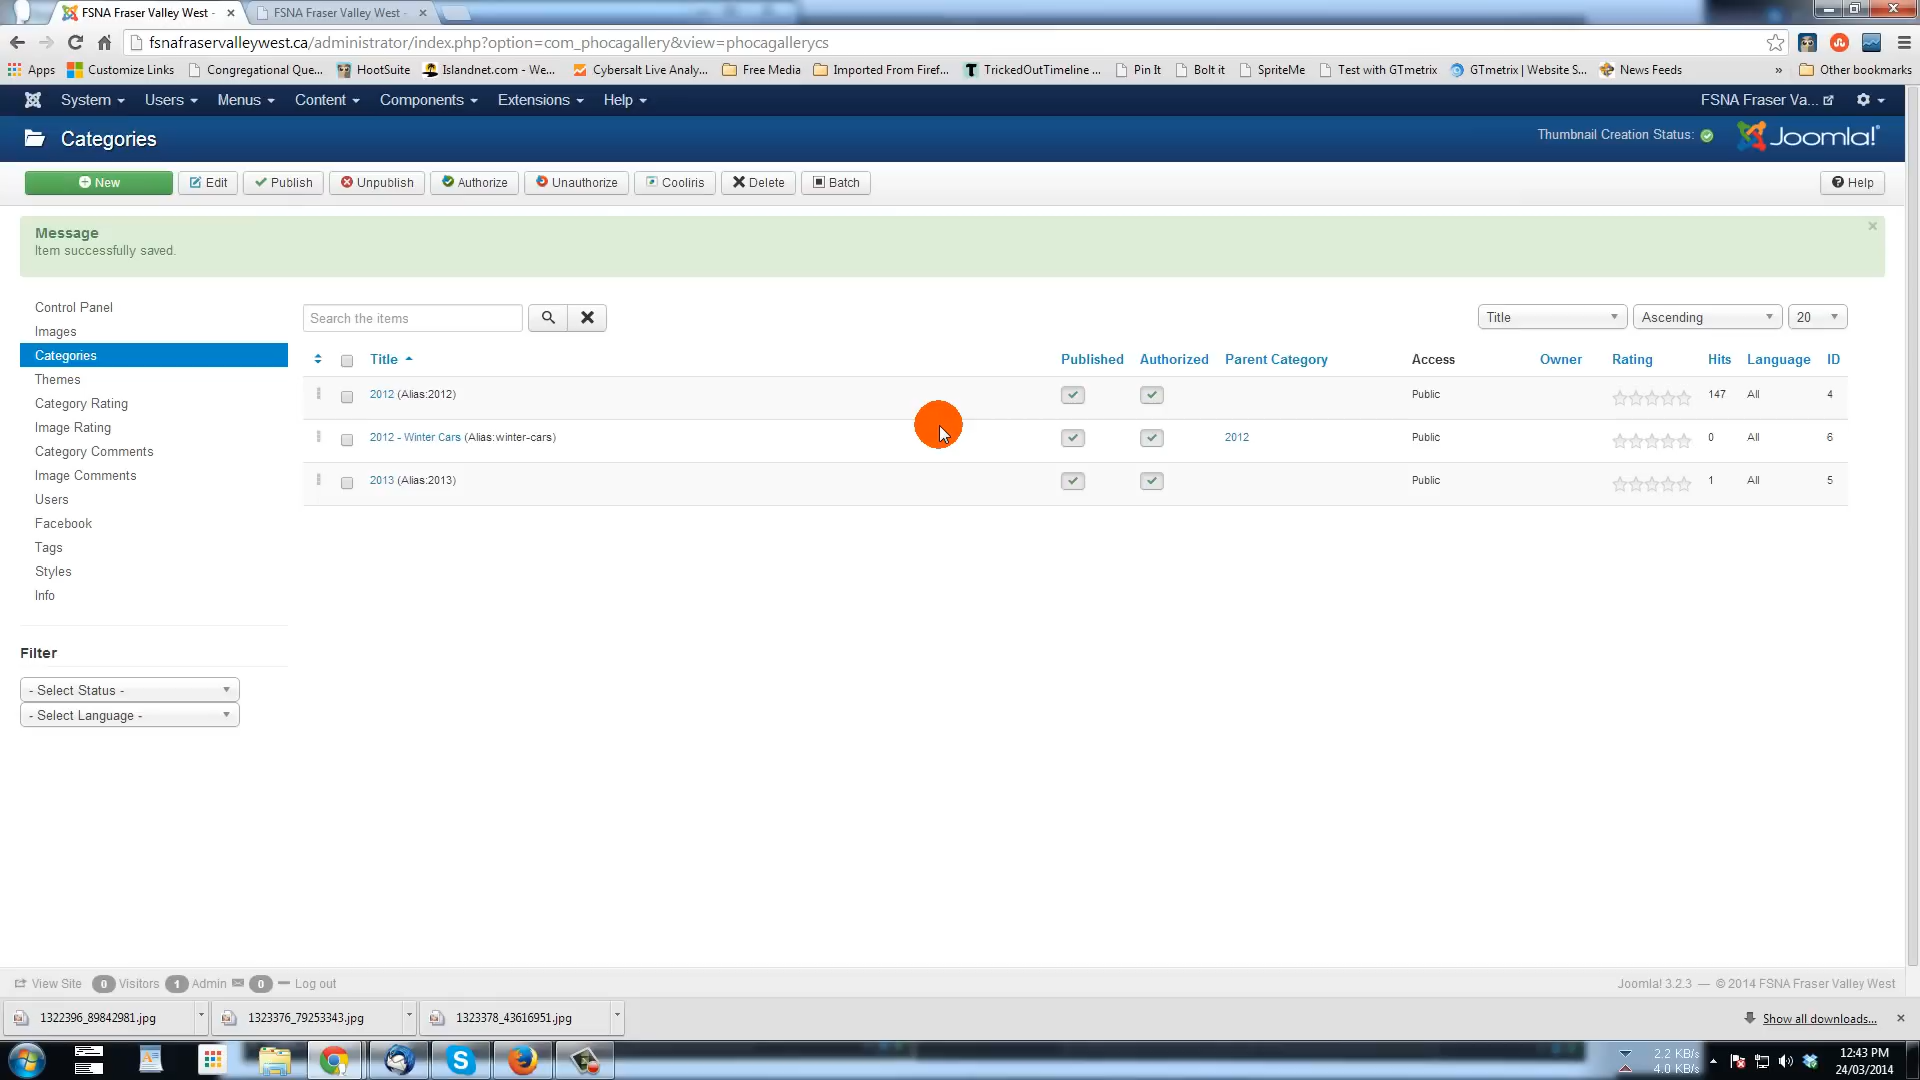 FSNA Fraser Valley West -
FSNA Fraser Valley West -
fsnafraservalleywest.ca/administrator/index.php?option=com_phocagallery&view=phocagallerycs
Apps Customize Links Congregational Que... HootSuite Islandnet.com - We... Cybersalt Live Analy... Free Media Imported From Firef... TrickedOutTimeline ... Pin It Bolt it SpriteMe Test with GTmetrix GTmetrix | Website S... News Feeds » Other bookmarks
System Users Menus Content Components Extensions Help FSNA Fraser Va...
Categories Thumbnail Creation Status: Joomla!
New Edit Publish Unpublish Authorize Unauthorize Cooliris Delete Batch Help
Message
Item successfully saved.
Control Panel
Images
Categories
Themes
Category Rating
Image Rating
Category Comments
Image Comments
Users
Facebook
Tags
Styles
Info
Filter
- Select Status -
- Select Language -
Search the items Title Ascending 20
Title Published Authorized Parent Category Access Owner Rating Hits Language ID
2012 (Alias:2012) Public 147 All 4
2012 - Winter Cars (Alias:winter-cars) 2012 Public 0 All 6
2013 (Alias:2013) Public 1 All 5
View Site 0 Visitors 1 Admin 0 Log out Joomla! 3.2.3 — © 2014 FSNA Fraser Valley West
1322396_89842981.jpg 1323376_79253343.jpg 1323378_43616951.jpg Show all downloads...
2.2 KB/s
4.0 KB/s
12:43 PM
24/03/2014